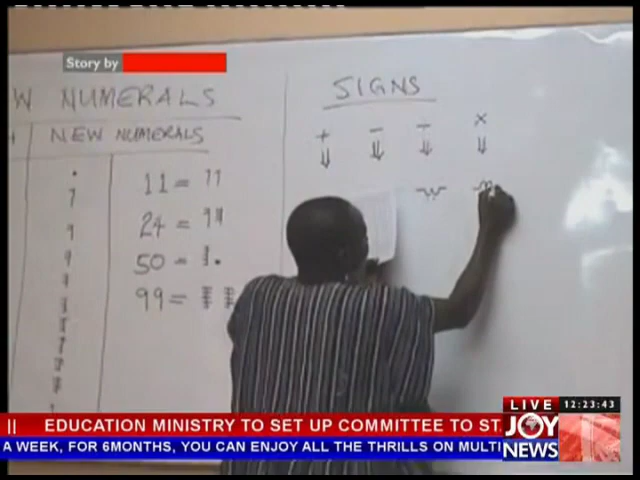 Story by
W NUMERALS
NEW NUMERALS
11 =
24 =
50 =
99 =
SIGNS
+ − ÷ ×
LIVE 12:23:43
JOY
NEWS
|| EDUCATION MINISTRY TO SET UP COMMITTEE TO ST
A WEEK, FOR 6MONTHS, YOU CAN ENJOY ALL THE THRILLS ON MULTI